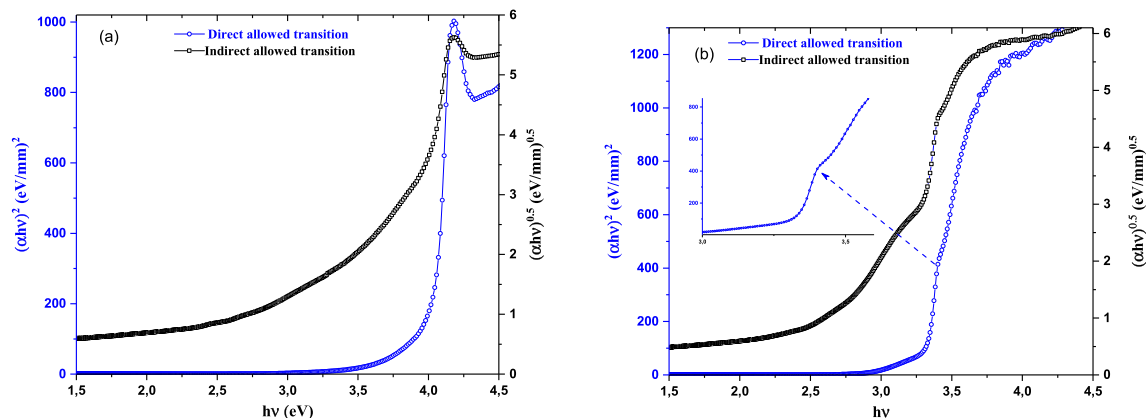 (a)
Direct allowed transition
Indirect allowed transition
1000
800
600
400
200
0
(αhν)² (eV/mm)²
6
5
4
3
2
1
0
(αhν)⁰·⁵ (eV/mm)⁰·⁵
1,5 2,0 2,5 3,0 3,5 4,0 4,5
hν (eV)
(b)
Direct allowed transition
Indirect allowed transition
1200
1000
800
600
400
200
0
(αhν)² (eV/mm)²
800
600
400
200
3,0 3,5
6
5
4
3
2
1
0
(αhν)⁰·⁵ (eV/mm)⁰·⁵
1,5 2,0 2,5 3,0 3,5 4,0
hν